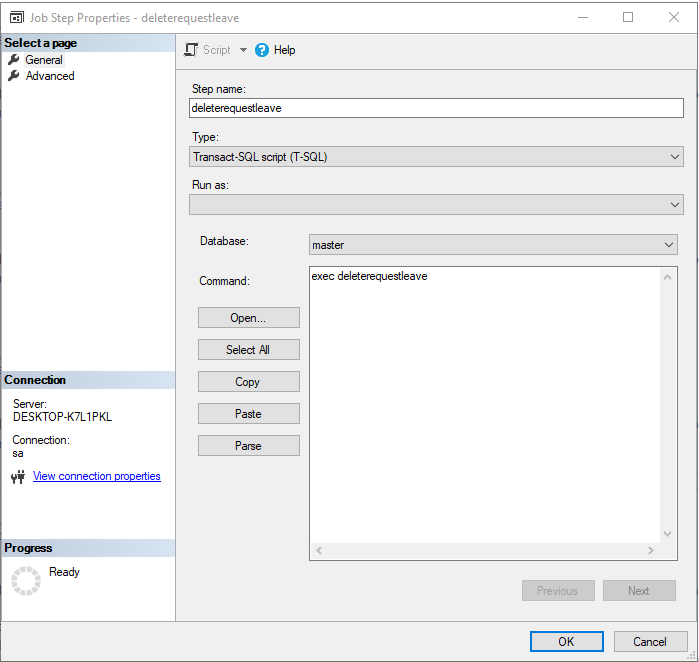 Job Step Properties - deleterequestleave
Select a page
General
Advanced
Script
Help
Step name:
deleterequestleave
Type:
Transact-SQL script (T-SQL)
Run as:
Database:
master
Command:
exec deleterequestleave
Open...
Select All
Copy
Paste
Parse
Connection
Server:
DESKTOP-K7L1PKL
Connection:
sa
View connection properties
Progress
Ready
Previous
Next
OK
Cancel